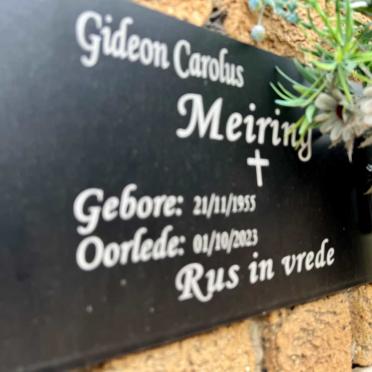 Gideon Carolus
Meiring
Gebore: 21/11/1955
Oorlede: 01/10/2023
Rus in vrede